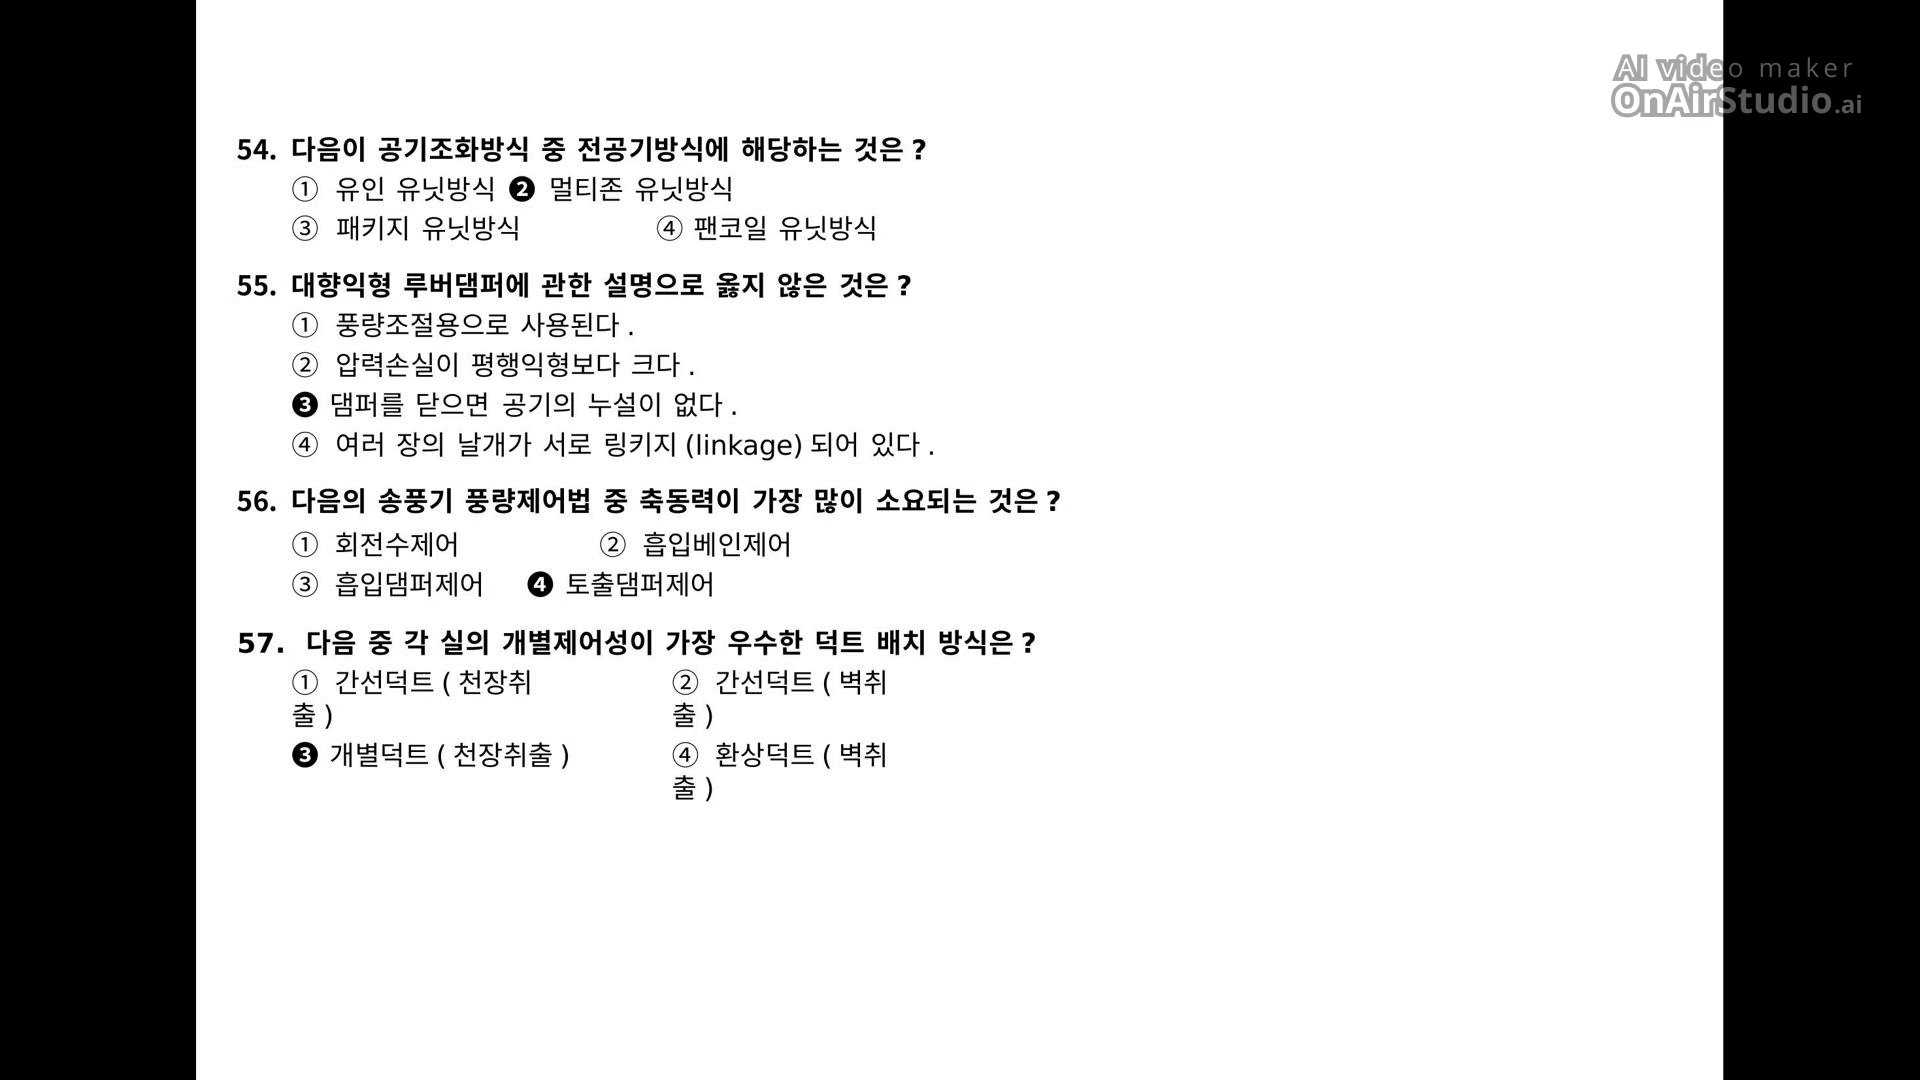 AI video maker
OnAirStudio.ai
54. 다음이 공기조화방식 중 전공기방식에 해당하는 것은 ?
① 유인 유닛방식 ❷ 멀티존 유닛방식
③ 패키지 유닛방식 ④ 팬코일 유닛방식
55. 대향익형 루버댐퍼에 관한 설명으로 옳지 않은 것은 ?
① 풍량조절용으로 사용된다 .
② 압력손실이 평행익형보다 크다 .
❸ 댐퍼를 닫으면 공기의 누설이 없다 .
④ 여러 장의 날개가 서로 링키지 (linkage) 되어 있다 .
56. 다음의 송풍기 풍량제어법 중 축동력이 가장 많이 소요되는 것은 ?
① 회전수제어 ② 흡입베인제어
③ 흡입댐퍼제어 ❹ 토출댐퍼제어
57. 다음 중 각 실의 개별제어성이 가장 우수한 덕트 배치 방식은 ?
① 간선덕트 ( 천장취
출 )
② 간선덕트 ( 벽취
출 )
❸ 개별덕트 ( 천장취출 )
④ 환상덕트 ( 벽취
출 )